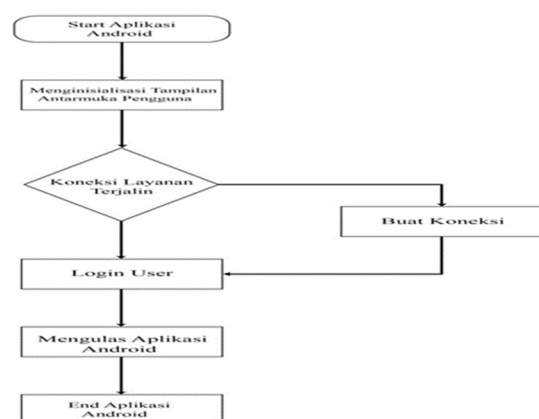 Start Aplikasi
Android
Menginisialisasi Tampilan
Antarmuka Pengguna
Koneksi Layanan
Terjalin
Buat Koneksi
Login User
Mengulas Aplikasi
Android
End Aplikasi
Android